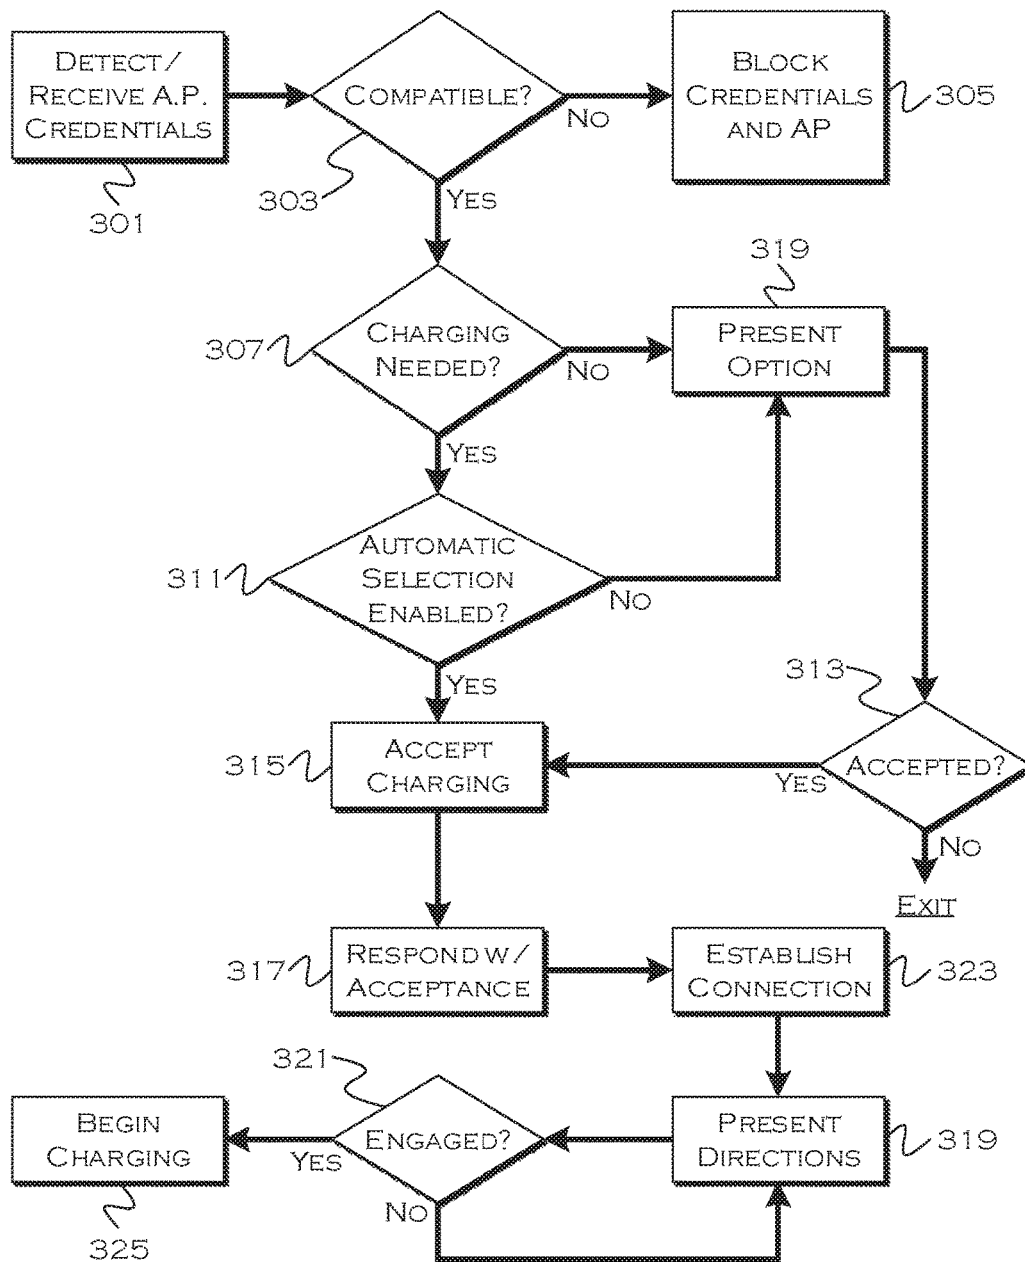 DETECT/
RECEIVE A.P.
CREDENTIALS
301
COMPATIBLE?
303
NO
YES
BLOCK
CREDENTIALS
AND AP
305
CHARGING
NEEDED?
307
NO
YES
319
PRESENT
OPTION
AUTOMATIC
SELECTION
ENABLED?
311
NO
YES
313
ACCEPTED?
YES
NO
EXIT
ACCEPT
CHARGING
315
RESPOND W/
ACCEPTANCE
317
ESTABLISH
CONNECTION
323
PRESENT
DIRECTIONS
319
321
ENGAGED?
YES
NO
BEGIN
CHARGING
325